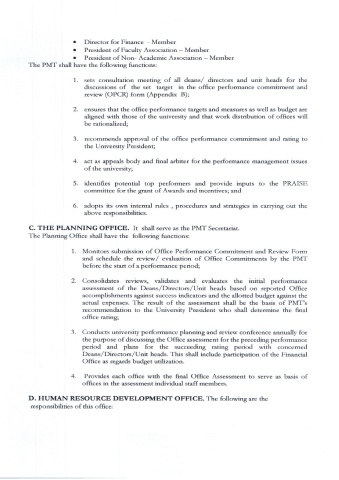 • Director for Finance - Member
• President of Faculty Association – Member
• President of Non- Academic Association – Member
The PMT shall have the following functions:
1. sets consultation meeting of all deans/ directors and unit heads for the
discussions of the set target in the office performance commitment and
review (OPCR) form (Appendix B);
2. ensures that the office performance targets and measures as well as budget are
aligned with those of the university and that work distribution of offices will
be rationalized;
3. recommends approval of the office performance commitment and rating to
the University President;
4. act as appeals body and final arbiter for the performance management issues
of the university;
5. identifies potential top performers and provide inputs to the PRAISE
committee for the grant of Awards and incentives; and
6. adopts its own internal rules , procedures and strategies in carrying out the
above responsibilities.
C. THE PLANNING OFFICE. It shall serve as the PMT Secretariat.
The Planning Office shall have the following functions:
1. Monitors submission of Office Performance Commitment and Review Form
and schedule the review/ evaluation of Office Commitments by the PMT
before the start of a performance period;
2. Consolidates reviews, validates and evaluates the initial performance
assessment of the Deans/Directors/Unit heads based on reported Office
accomplishments against success indicators and the allotted budget against the
actual expenses. The result of the assessment shall be the basis of PMT's
recommendation to the University President who shall determine the final
office rating;
3. Conducts university performance planning and review conference annually for
the purpose of discussing the Office assessment for the preceding performance
period and plans for the succeeding rating period with concerned
Deans/Directors/Unit heads. This shall include participation of the Financial
Office as regards budget utilization.
4. Provides each office with the final Office Assessment to serve as basis of
offices in the assessment individual staff members.
D. HUMAN RESOURCE DEVELOPMENT OFFICE. The following are the
responsibilities of this office: